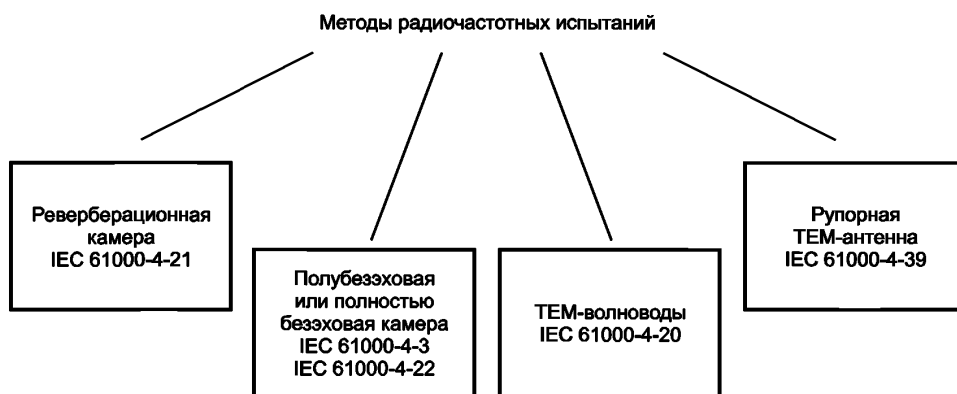 Методы радиочастотных испытаний
Реверберационная
камера
IEC 61000-4-21
Полубезэховая
или полностью
безэховая камера
IEC 61000-4-3
IEC 61000-4-22
ТЕМ-волноводы
IEC 61000-4-20
Рупорная
ТЕМ-антенна
IEC 61000-4-39